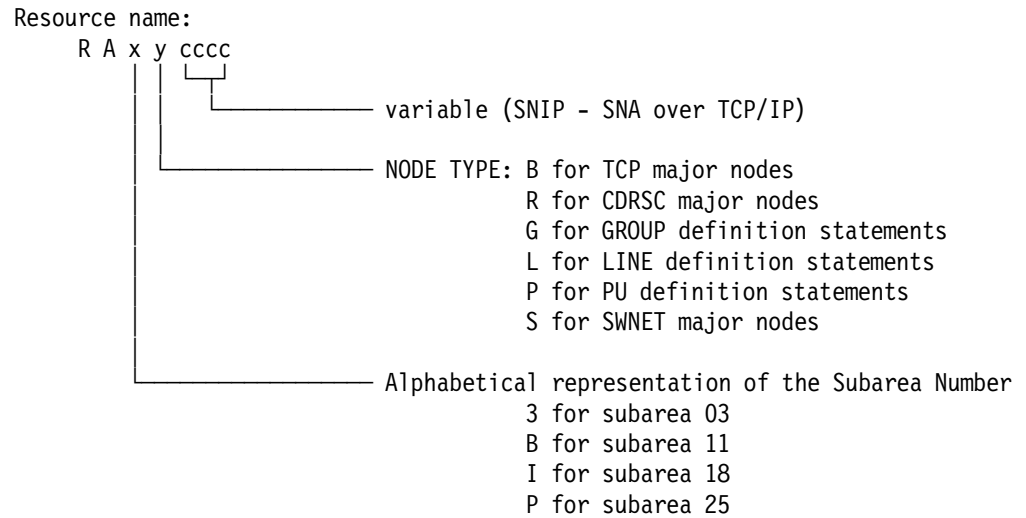 Resource name:
R A x y cccc
variable (SNIP - SNA over TCP/IP)
NODE TYPE: B for TCP major nodes
R for CDRSC major nodes
G for GROUP definition statements
L for LINE definition statements
P for PU definition statements
S for SWNET major nodes
Alphabetical representation of the Subarea Number
3 for subarea 03
B for subarea 11
I for subarea 18
P for subarea 25